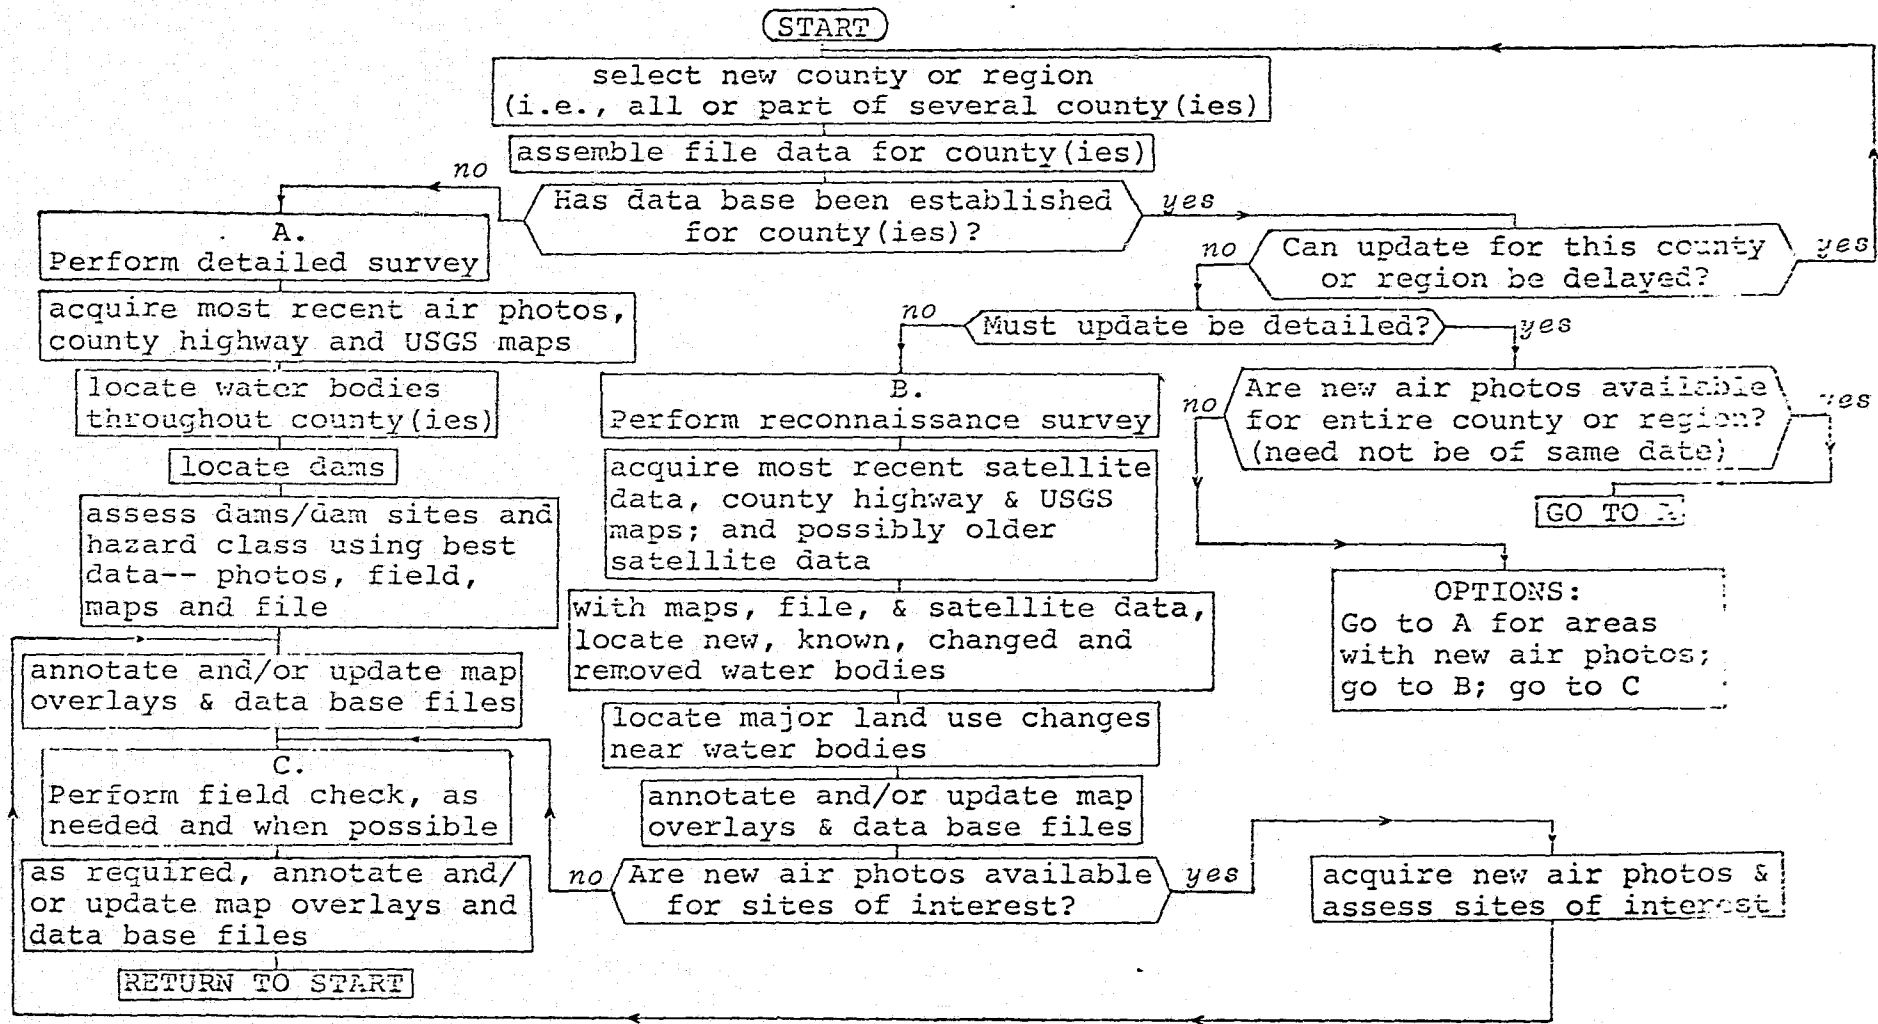 START
select new county or region
(i.e., all or part of several county(ies)
assemble file data for county(ies)
no
Has data base been established
for county(ies)?
yes
A.
Perform detailed survey
acquire most recent air photos,
county highway and USGS maps
locate water bodies
throughout county(ies)
locate dams
assess dams/dam sites and
hazard class using best
data-- photos, field,
maps and file
annotate and/or update map
overlays & data base files
C.
Perform field check, as
needed and when possible
as required, annotate and/
or update map overlays and
data base files
RETURN TO START
no
Can update for this county
or region be delayed?
yes
no
Must update be detailed?
yes
B.
Perform reconnaissance survey
acquire most recent satellite
data, county highway & USGS
maps; and possibly older
satellite data
with maps, file, & satellite data,
locate new, known, changed and
removed water bodies
locate major land use changes
near water bodies
annotate and/or update map
overlays & data base files
no
Are new air photos available
for sites of interest?
yes
no
Are new air photos available
for entire county or region?
(need not be of same date)
yes
GO TO A
OPTIONS:
Go to A for areas
with new air photos;
go to B; go to C
acquire new air photos &
assess sites of interest